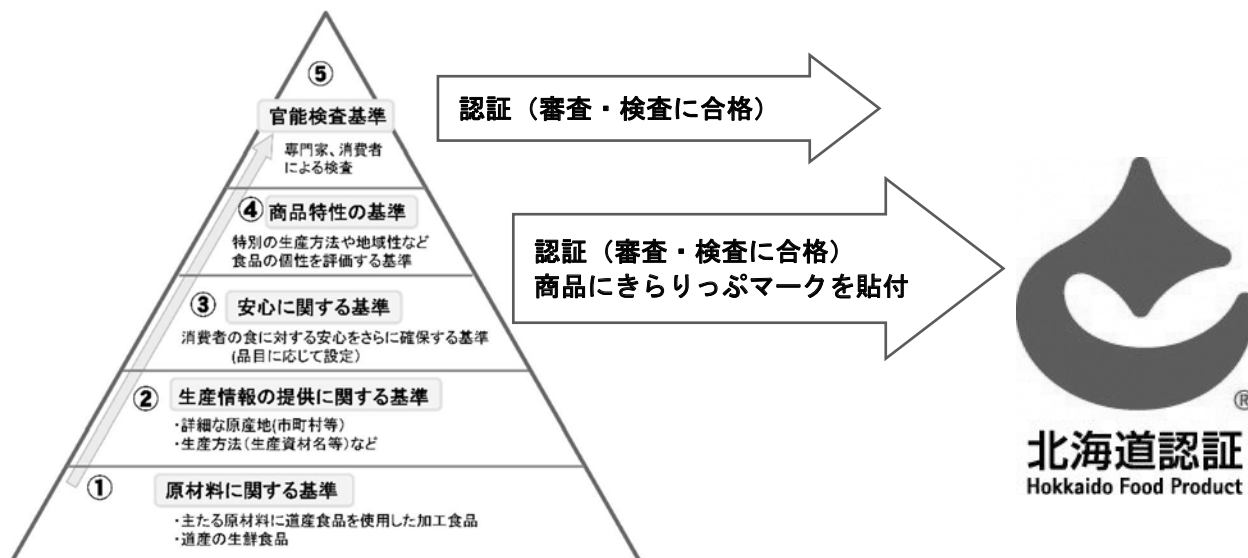 ⑤
官能検査基準
専門家、消費者
による検査
④ 商品特性の基準
特別の生産方法や地域性など
食品の個性を評価する基準
③ 安心に関する基準
消費者の食に対する安心をさらに確保する基準
(品目に応じて設定)
② 生産情報の提供に関する基準
・詳細な原産地(市町村等)
・生産方法(生産資材名等)など
① 原材料に関する基準
・主たる原材料に道産食品を使用した加工食品
・道産の生鮮食品
認証（審査・検査に合格）
認証（審査・検査に合格）
商品にきらりっぷマークを貼付
®
北海道認証
Hokkaido Food Product